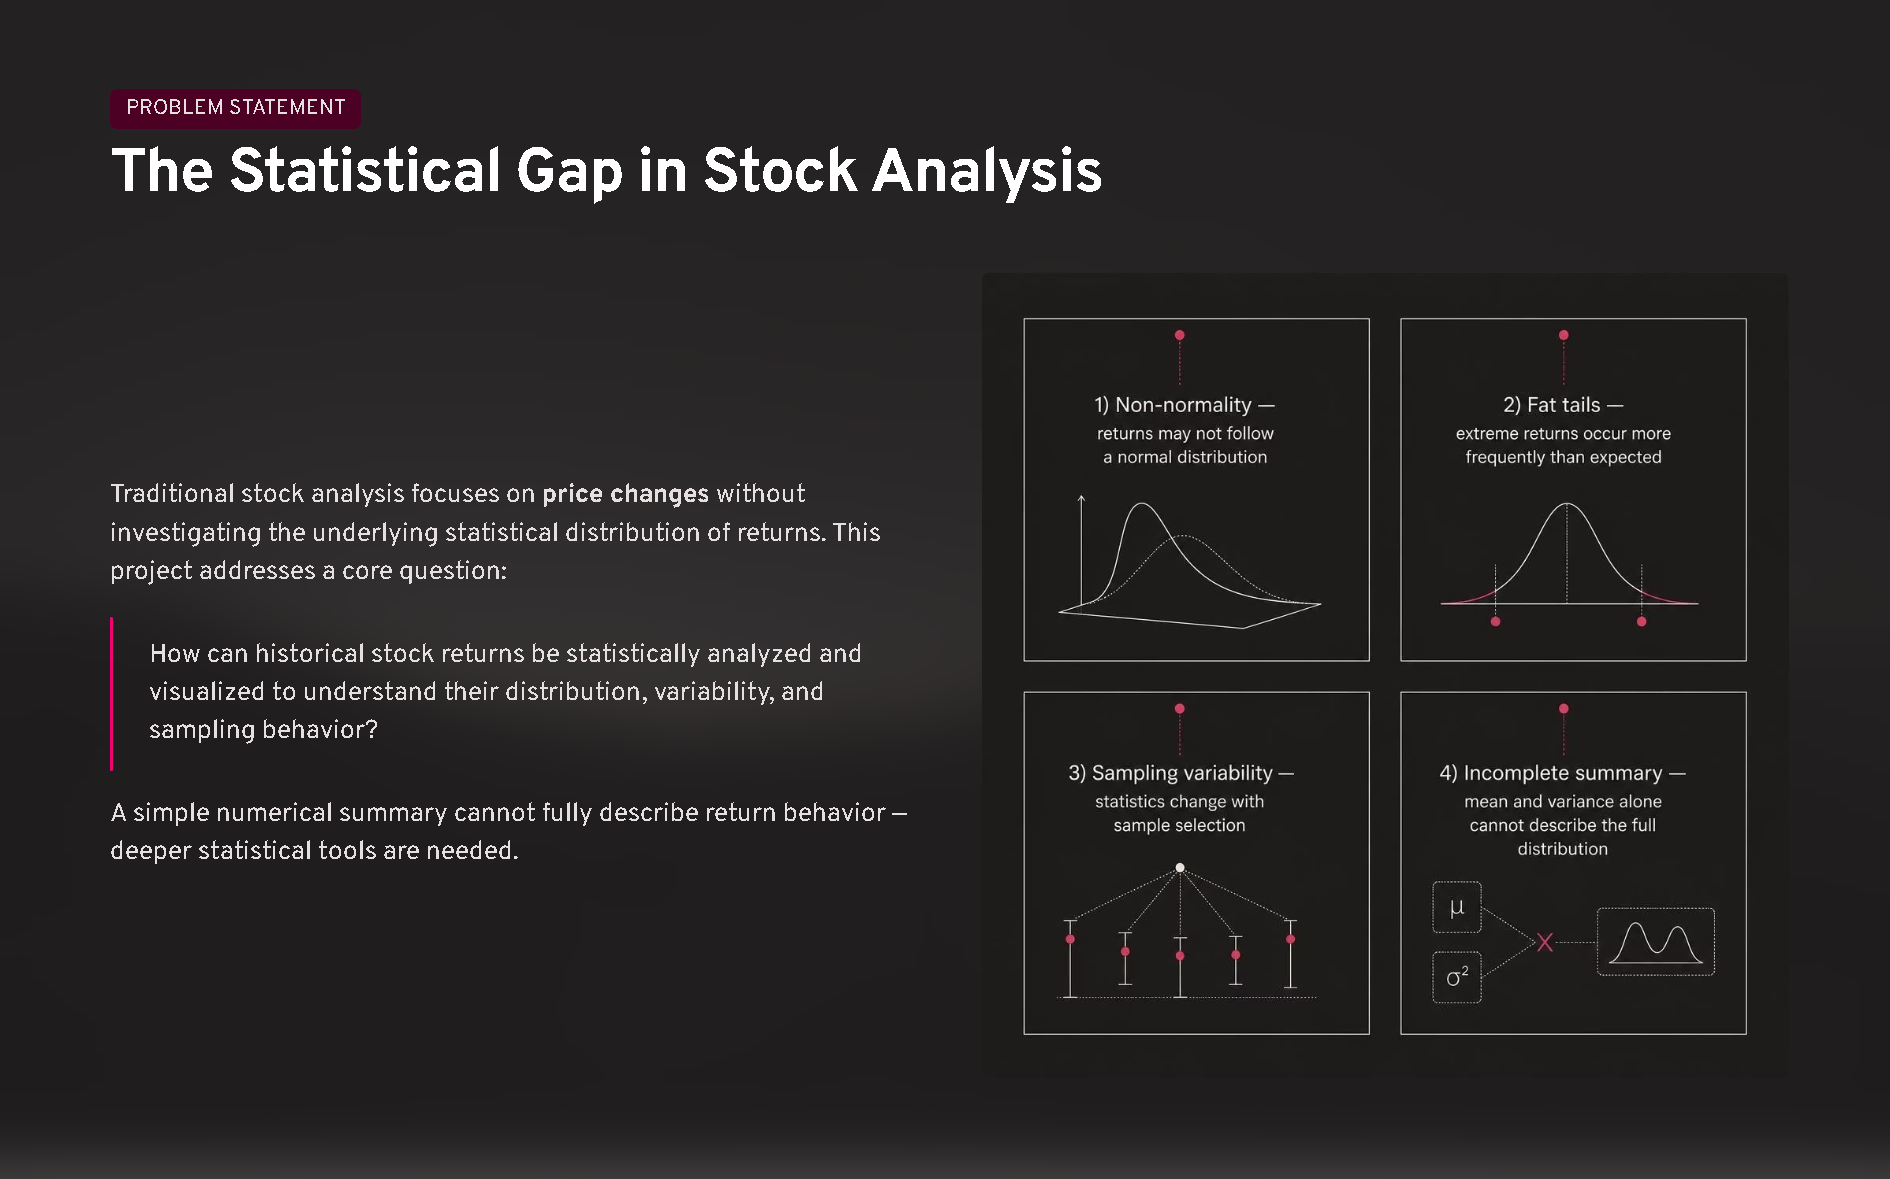 PROBLEM STATEMENT
The Statistical Gap in Stock Analysis
Traditional stock analysis focuses on price changes without
investigating the underlying statistical distribution of returns. This
project addresses a core question:
How can historical stock returns be statistically analyzed and
visualized to understand their distribution, variability, and
sampling behavior?
A simple numerical summary cannot fully describe return behavior —
deeper statistical tools are needed.
1) Non-normality —
returns may not follow
a normal distribution
2) Fat tails —
extreme returns occur more
frequently than expected
3) Sampling variability —
statistics change with
sample selection
4) Incomplete summary —
mean and variance alone
cannot describe the full
distribution
μ
σ²
X